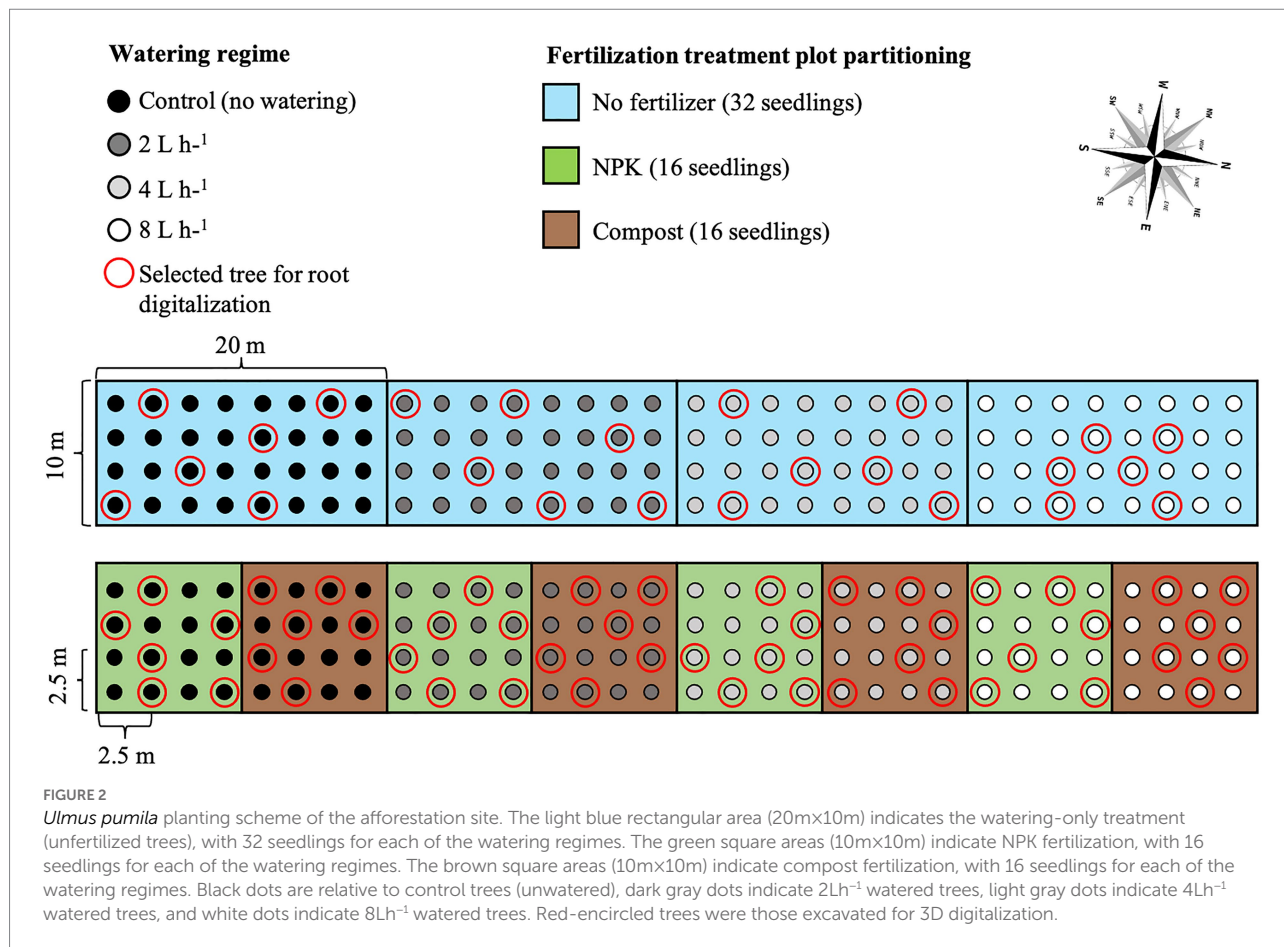 Watering regime
Control (no watering)
2 L h-¹
4 L h-¹
8 L h-¹
Selected tree for root
digitalization
Fertilization treatment plot partitioning
No fertilizer (32 seedlings)
NPK (16 seedlings)
Compost (16 seedlings)
W
SW
NW
S
N
SE
NE
E
20 m
10 m
2.5 m
2.5 m
FIGURE 2
Ulmus pumila planting scheme of the afforestation site. The light blue rectangular area (20m×10m) indicates the watering-only treatment
(unfertilized trees), with 32 seedlings for each of the watering regimes. The green square areas (10m×10m) indicate NPK fertilization, with 16
seedlings for each of the watering regimes. The brown square areas (10m×10m) indicate compost fertilization, with 16 seedlings for each of the
watering regimes. Black dots are relative to control trees (unwatered), dark gray dots indicate 2Lh⁻¹ watered trees, light gray dots indicate 4Lh⁻¹
watered trees, and white dots indicate 8Lh⁻¹ watered trees. Red-encircled trees were those excavated for 3D digitalization.